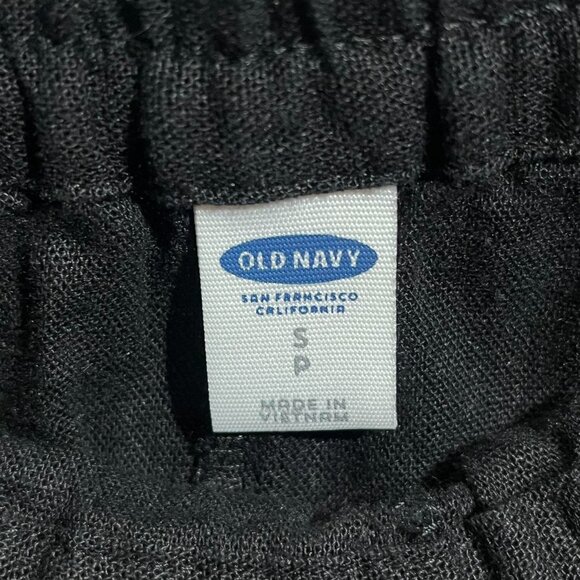 OLD NAVY
SAN FRANCISCO
CALIFORNIA
S
P
MADE IN
VIETNAM